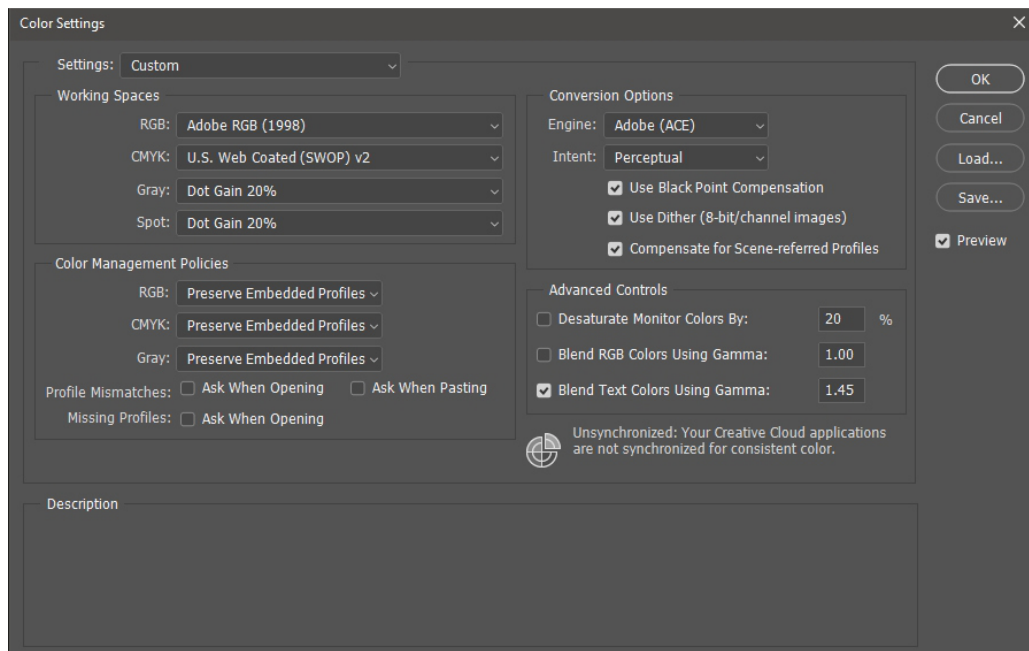 Color Settings
Settings: Custom
Working Spaces
RGB: Adobe RGB (1998)
CMYK: U.S. Web Coated (SWOP) v2
Gray: Dot Gain 20%
Spot: Dot Gain 20%
Color Management Policies
RGB: Preserve Embedded Profiles
CMYK: Preserve Embedded Profiles
Gray: Preserve Embedded Profiles
Profile Mismatches: Ask When Opening Ask When Pasting
Missing Profiles: Ask When Opening
Conversion Options
Engine: Adobe (ACE)
Intent: Perceptual
Use Black Point Compensation
Use Dither (8-bit/channel images)
Compensate for Scene-referred Profiles
Advanced Controls
Desaturate Monitor Colors By: 20 %
Blend RGB Colors Using Gamma: 1.00
Blend Text Colors Using Gamma: 1.45
Unsynchronized: Your Creative Cloud applications
are not synchronized for consistent color.
OK
Cancel
Load...
Save...
Preview
Description